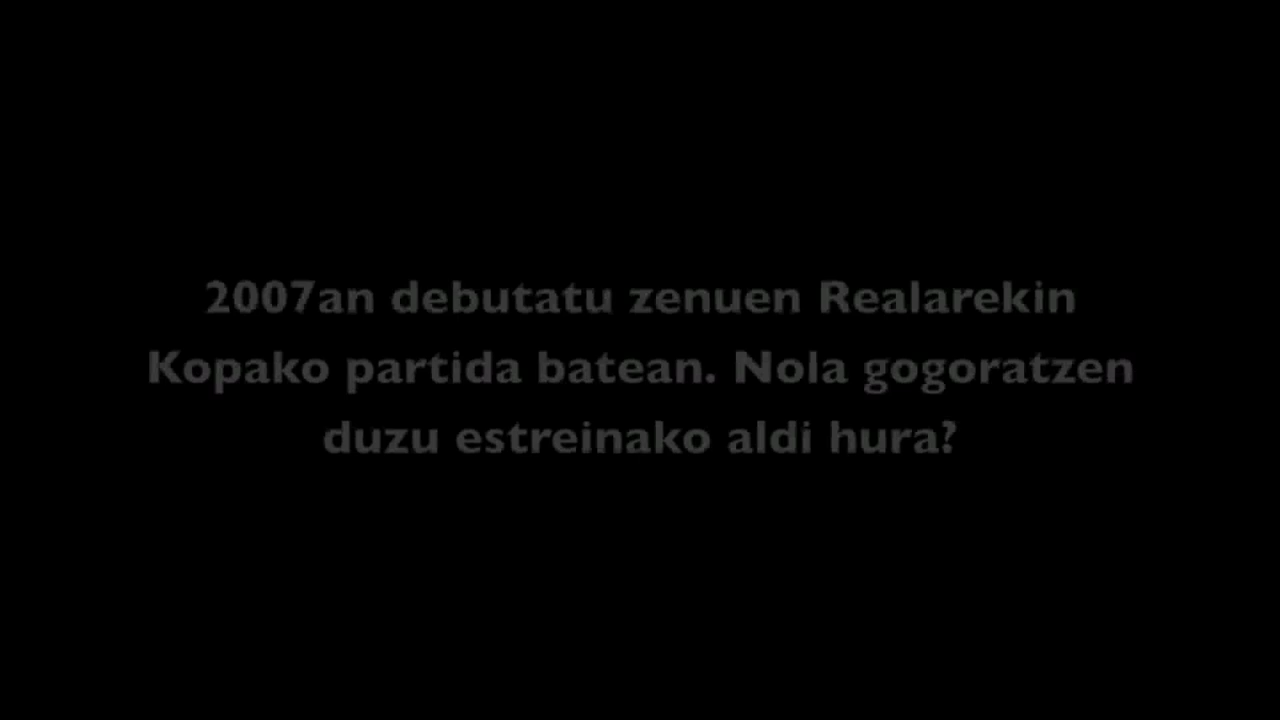 2007an debutatu zenuen Realarekin
Kopako partida batean. Nola gogoratzen
duzu estreinako aldi hura?